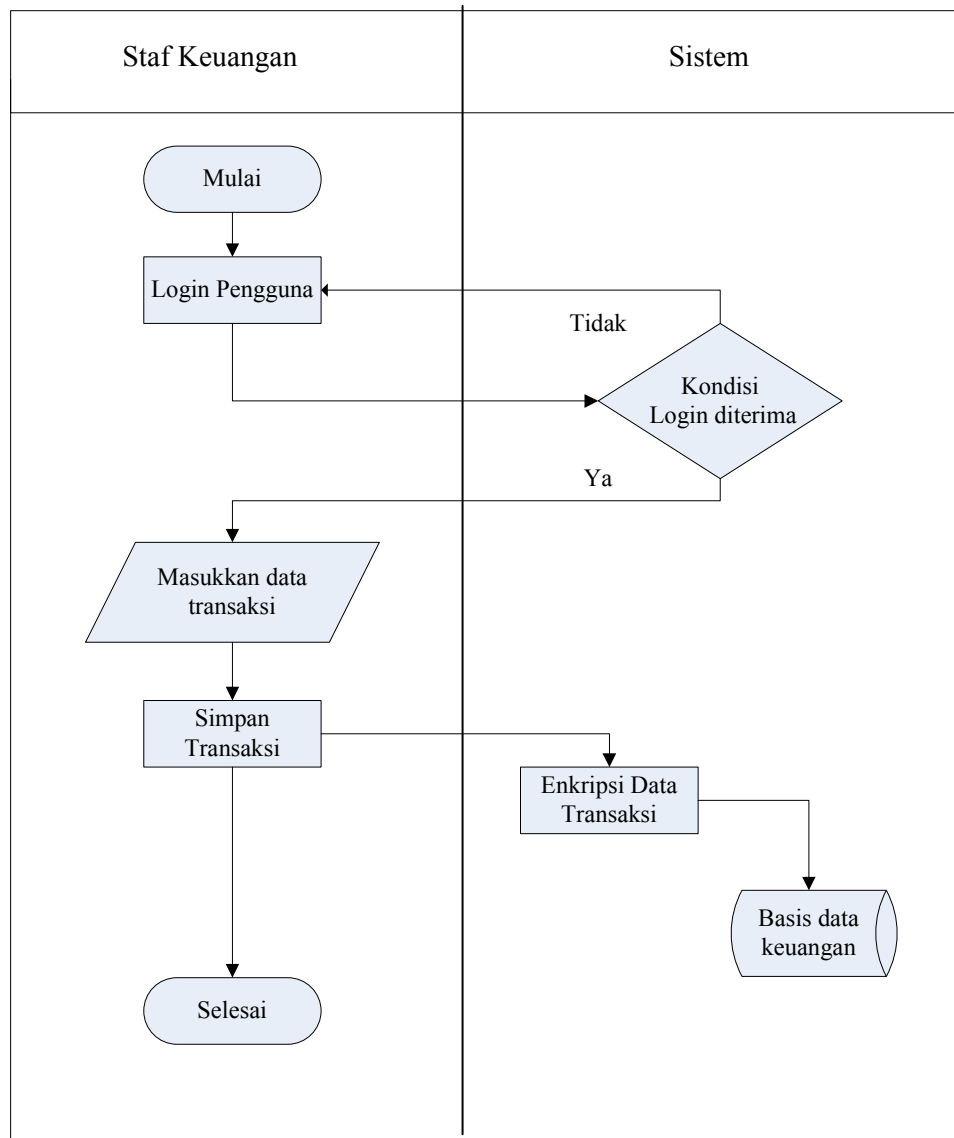 Staf Keuangan
Sistem
Mulai
Login Pengguna
Tidak
Kondisi
Login diterima
Ya
Masukkan data
transaksi
Simpan
Transaksi
Enkripsi Data
Transaksi
Basis data
keuangan
Selesai